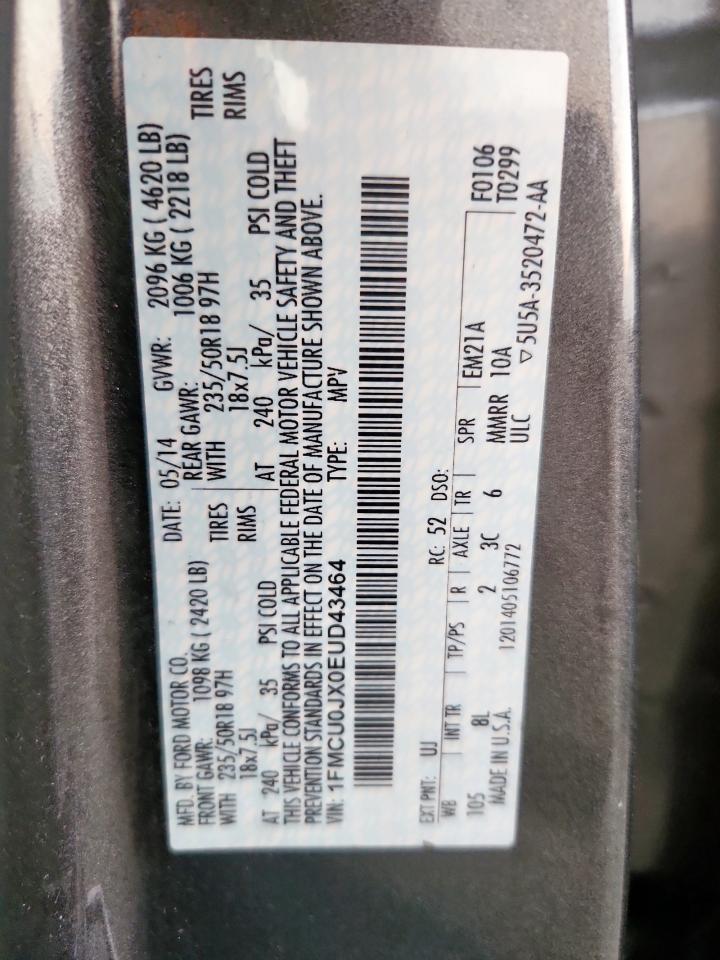 MFD. BY FORD MOTOR CO.
DATE: 05/14 GVWR: 2096 KG ( 4620 LB)
FRONT GAWR: 1098 KG ( 2420 LB) REAR GAWR: 1006 KG ( 2218 LB)
WITH 235/50R18 97H TIRES WITH 235/50R18 97H TIRES
18x7.5J RIMS 18x7.5J RIMS
AT 240 kPa/ 35 PSI COLD AT 240 kPa/ 35 PSI COLD
THIS VEHICLE CONFORMS TO ALL APPLICABLE FEDERAL MOTOR VEHICLE SAFETY AND THEFT
PREVENTION STANDARDS IN EFFECT ON THE DATE OF MANUFACTURE SHOWN ABOVE.
VIN: 1FMCU0JX0EUD43464 TYPE: MPV
EXT PNT: UJ RC: 52 DSO:
WB INT TR TP/PS R AXLE TR SPR EM21A F0106
105 8L 2 3C 6 MMRR 10A T0299
MADE IN U.S.A. 1201405106772 ULC ▽5U5A-3520472-AA